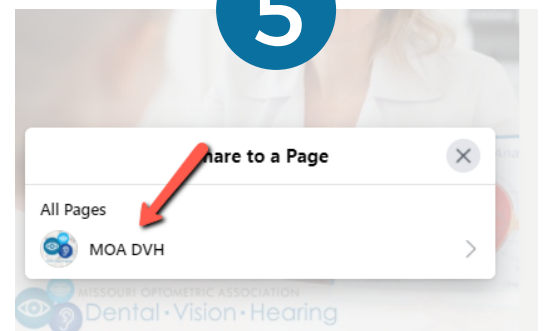 5
hare to a Page
All Pages
MOA DVH
MISSOURI OPTOMETRIC ASSOCIATION
Dental · Vision · Hearing